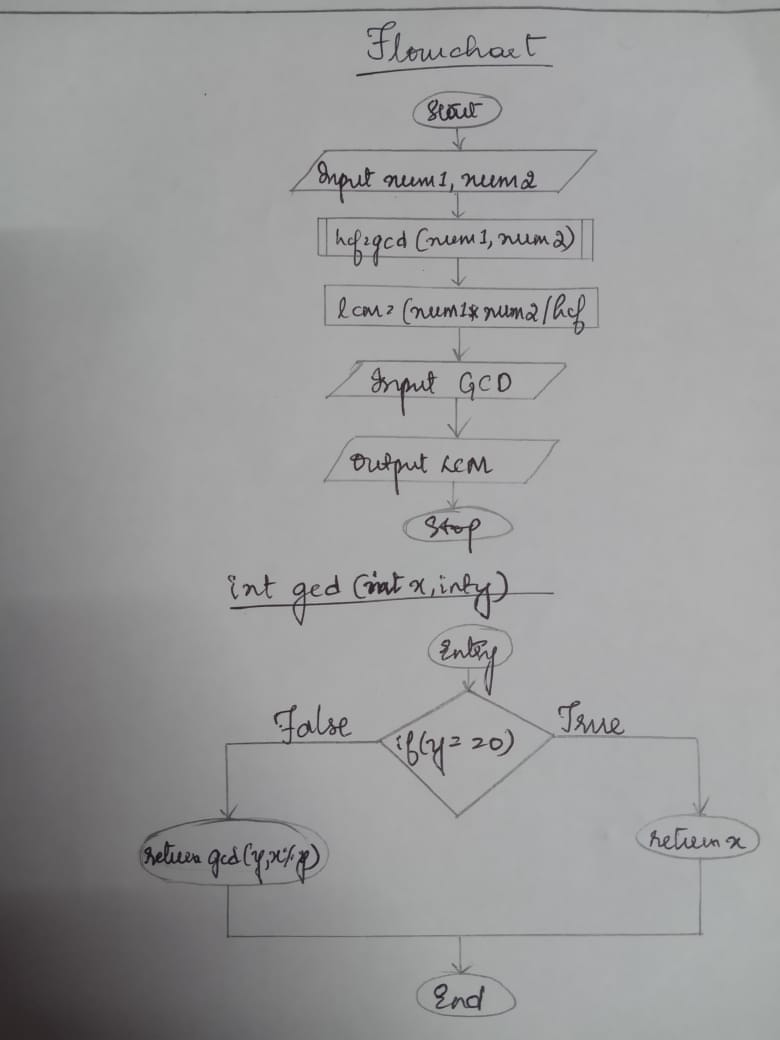 Flowchart
Start
Input num1, num2
hcf=gcd (num1, num2)
lcm= (num1* num2/hcf
Input GCD
Output LCM
Stop
int gcd (int x, int y)
Entry
False
True
if(y==0)
return gcd(y,x%y)
return x
End